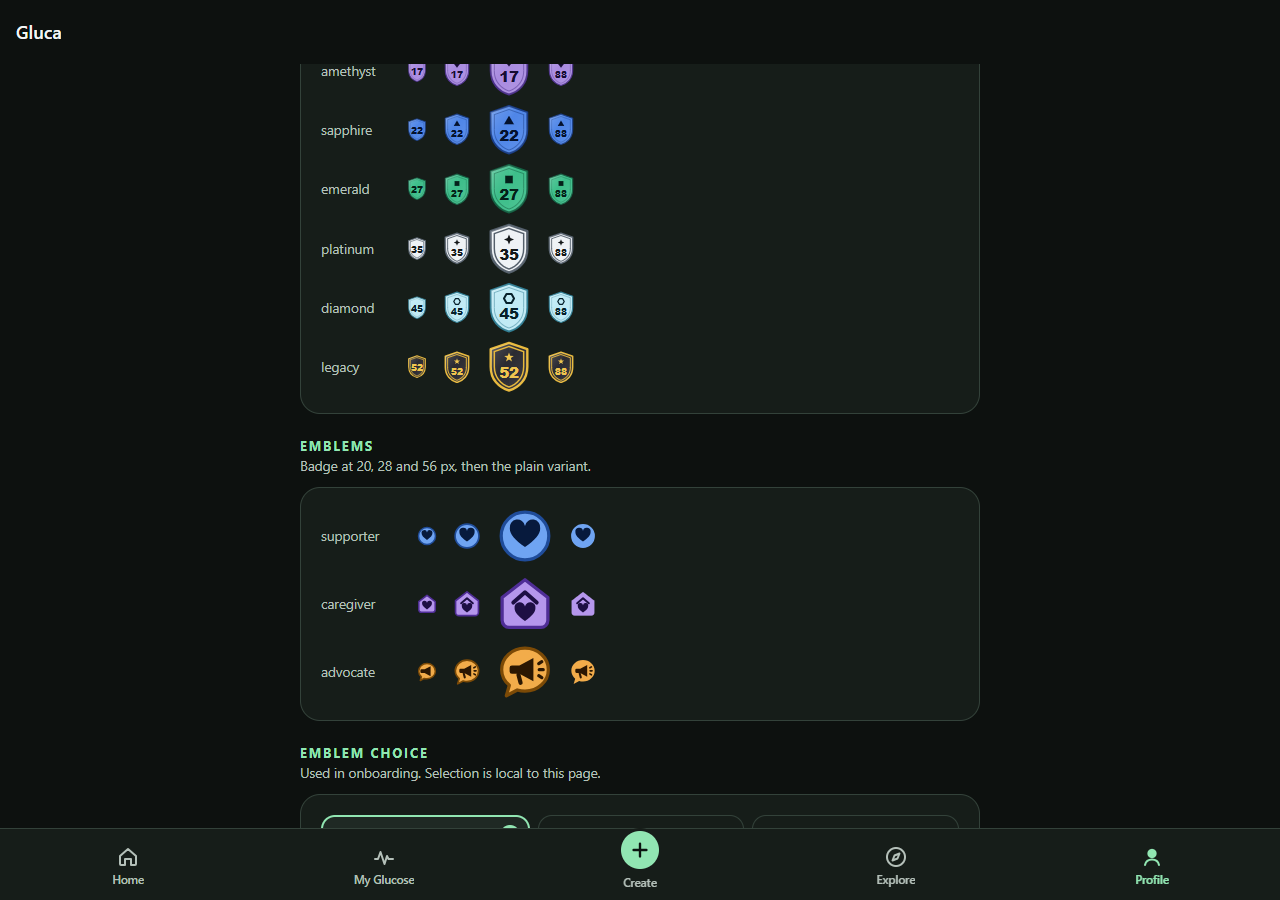 Gluca
amethyst 17 17 17 88
sapphire 22 22 22 88
emerald 27 27 27 88
platinum 35 35 35 88
diamond 45 45 45 88
legacy 52 52 52 88
EMBLEMS
Badge at 20, 28 and 56 px, then the plain variant.
supporter
caregiver
advocate
EMBLEM CHOICE
Used in onboarding. Selection is local to this page.
Home My Glucose Create Explore Profile